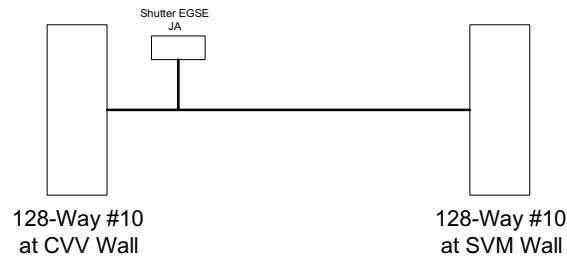 Shutter EGSE
JA
128-Way #10
at CVV Wall
128-Way #10
at SVM Wall